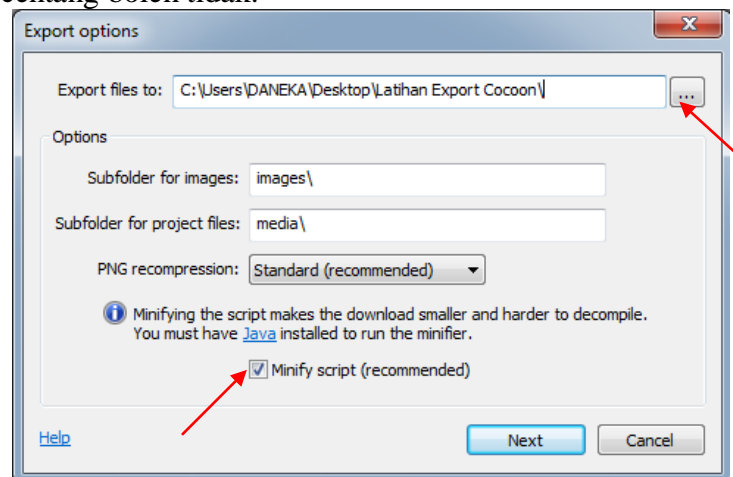 Export options
Export files to: C:\Users\DANEKA\Desktop\Latihan Export Cocoon\
...
Options
Subfolder for images: images\
Subfolder for project files: media\
PNG recompression: Standard (recommended)
Minifying the script makes the download smaller and harder to decompile.
You must have Java installed to run the minifier.
Minify script (recommended)
Help Next Cancel